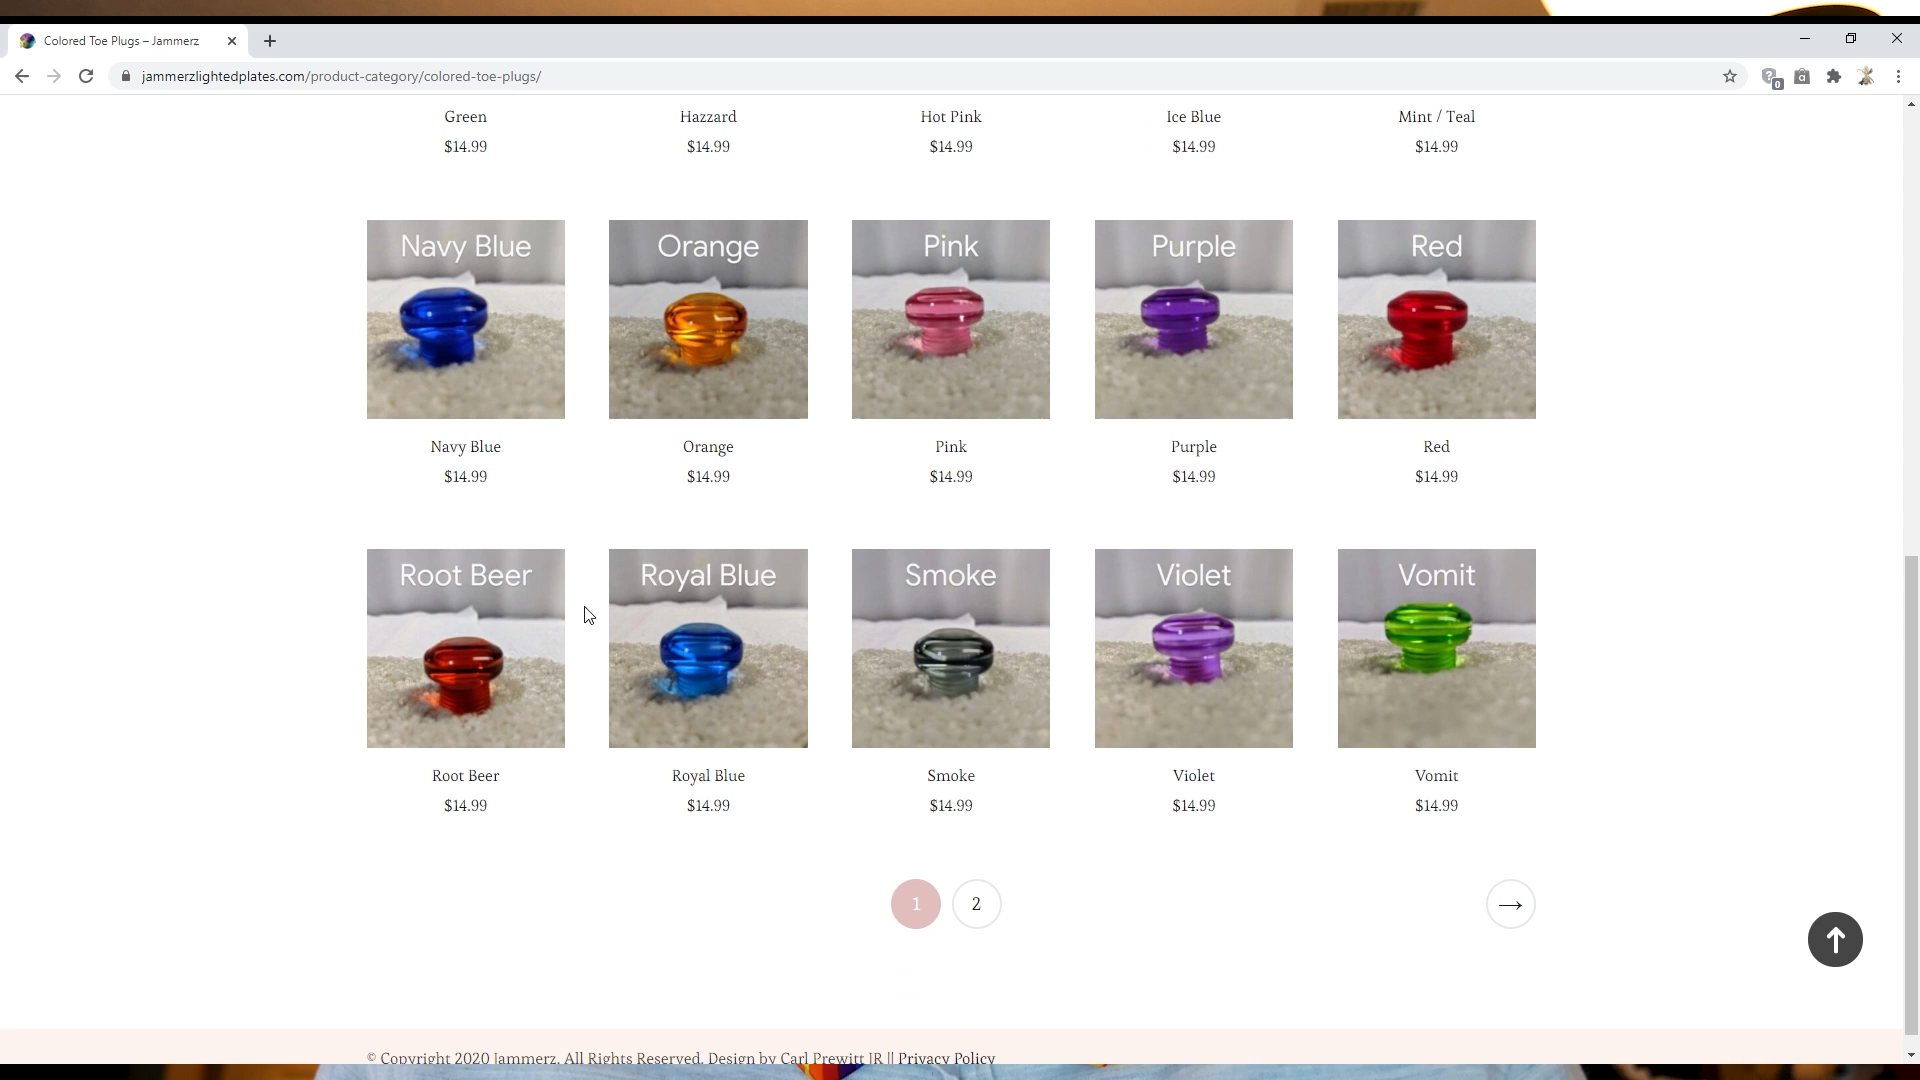 Colored Toe Plugs – Jammerz
jammerzlightedplates.com/product-category/colored-toe-plugs/
0
Green Hazzard Hot Pink Ice Blue Mint / Teal
$14.99 $14.99 $14.99 $14.99 $14.99
Navy Blue Orange Pink Purple Red
Navy Blue Orange Pink Purple Red
$14.99 $14.99 $14.99 $14.99 $14.99
Root Beer Royal Blue Smoke Violet Vomit
Root Beer Royal Blue Smoke Violet Vomit
$14.99 $14.99 $14.99 $14.99 $14.99
1 2 →
© Copyright 2020 Jammerz. All Rights Reserved. Design by Carl Prewitt JR || Privacy Policy